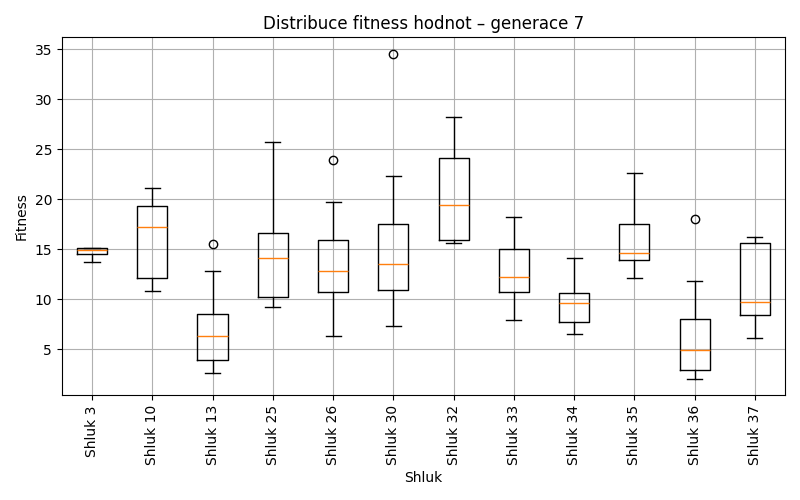 Distribuce fitness hodnot – generace 7
35
30
25
20
15
10
5
Fitness
Shluk 3
Shluk 10
Shluk 13
Shluk 25
Shluk 26
Shluk 30
Shluk 32
Shluk 33
Shluk 34
Shluk 35
Shluk 36
Shluk 37
Shluk